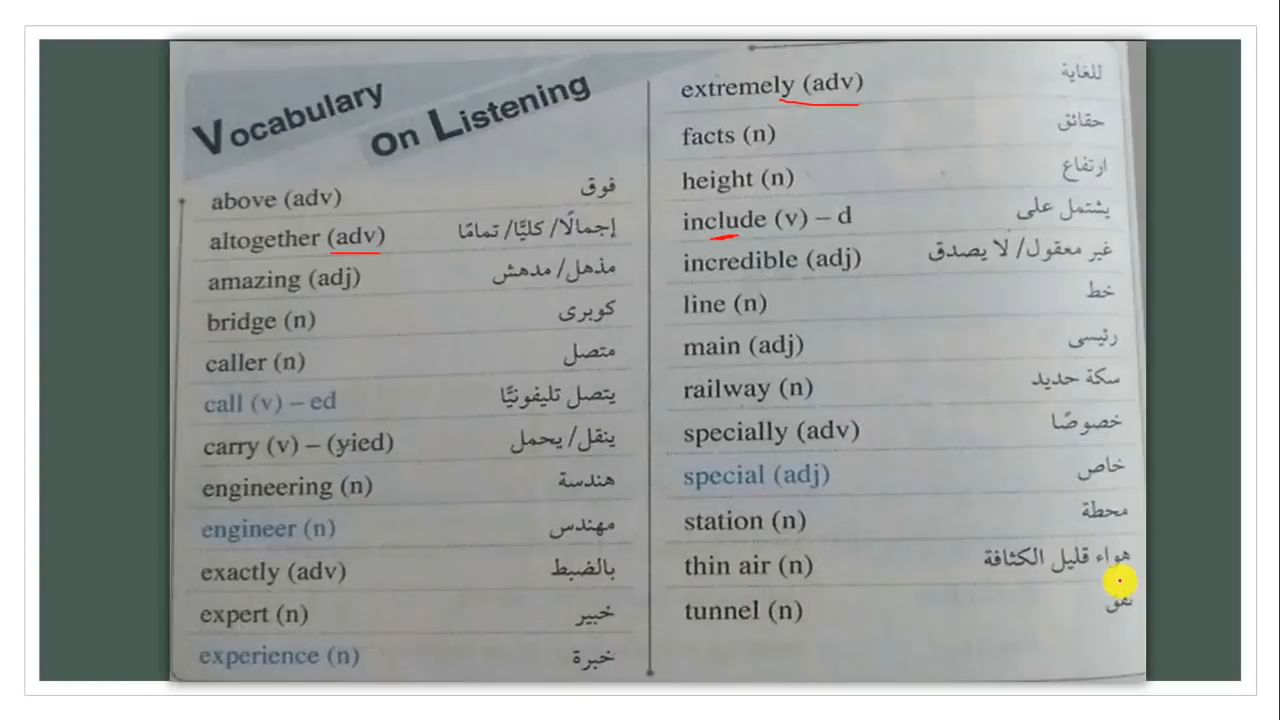 Vocabulary
on Listening
above (adv) فوق
altogether (adv) إجمالًا/ كليًّا/ تمامًا
amazing (adj) مذهل/ مدهش
bridge (n) كوبرى
caller (n) متصل
call (v) – ed يتصل تليفونيًّا
carry (v) – (yied) ينقل/ يحمل
engineering (n) هندسة
engineer (n) مهندس
exactly (adv) بالضبط
expert (n) خبير
experience (n) خبرة
extremely (adv) للغاية
facts (n) حقائق
height (n) ارتفاع
include (v) – d يشتمل على
incredible (adj) غير معقول/ لا يصدق
line (n) خط
main (adj) رئيسى
railway (n) سكة حديد
specially (adv) خصوصًا
special (adj) خاص
station (n) محطة
thin air (n) هواء قليل الكثافة
tunnel (n) نفق